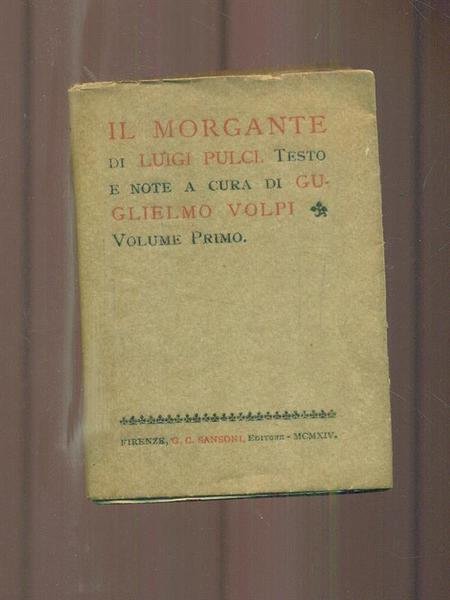 IL MORGANTE
DI LUIGI PULCI. TESTO
E NOTE A CURA DI GU-
GLIELMO VOLPI
VOLUME PRIMO.
FIRENZE, G. C. SANSONI, EDITORE - MCMXIV.